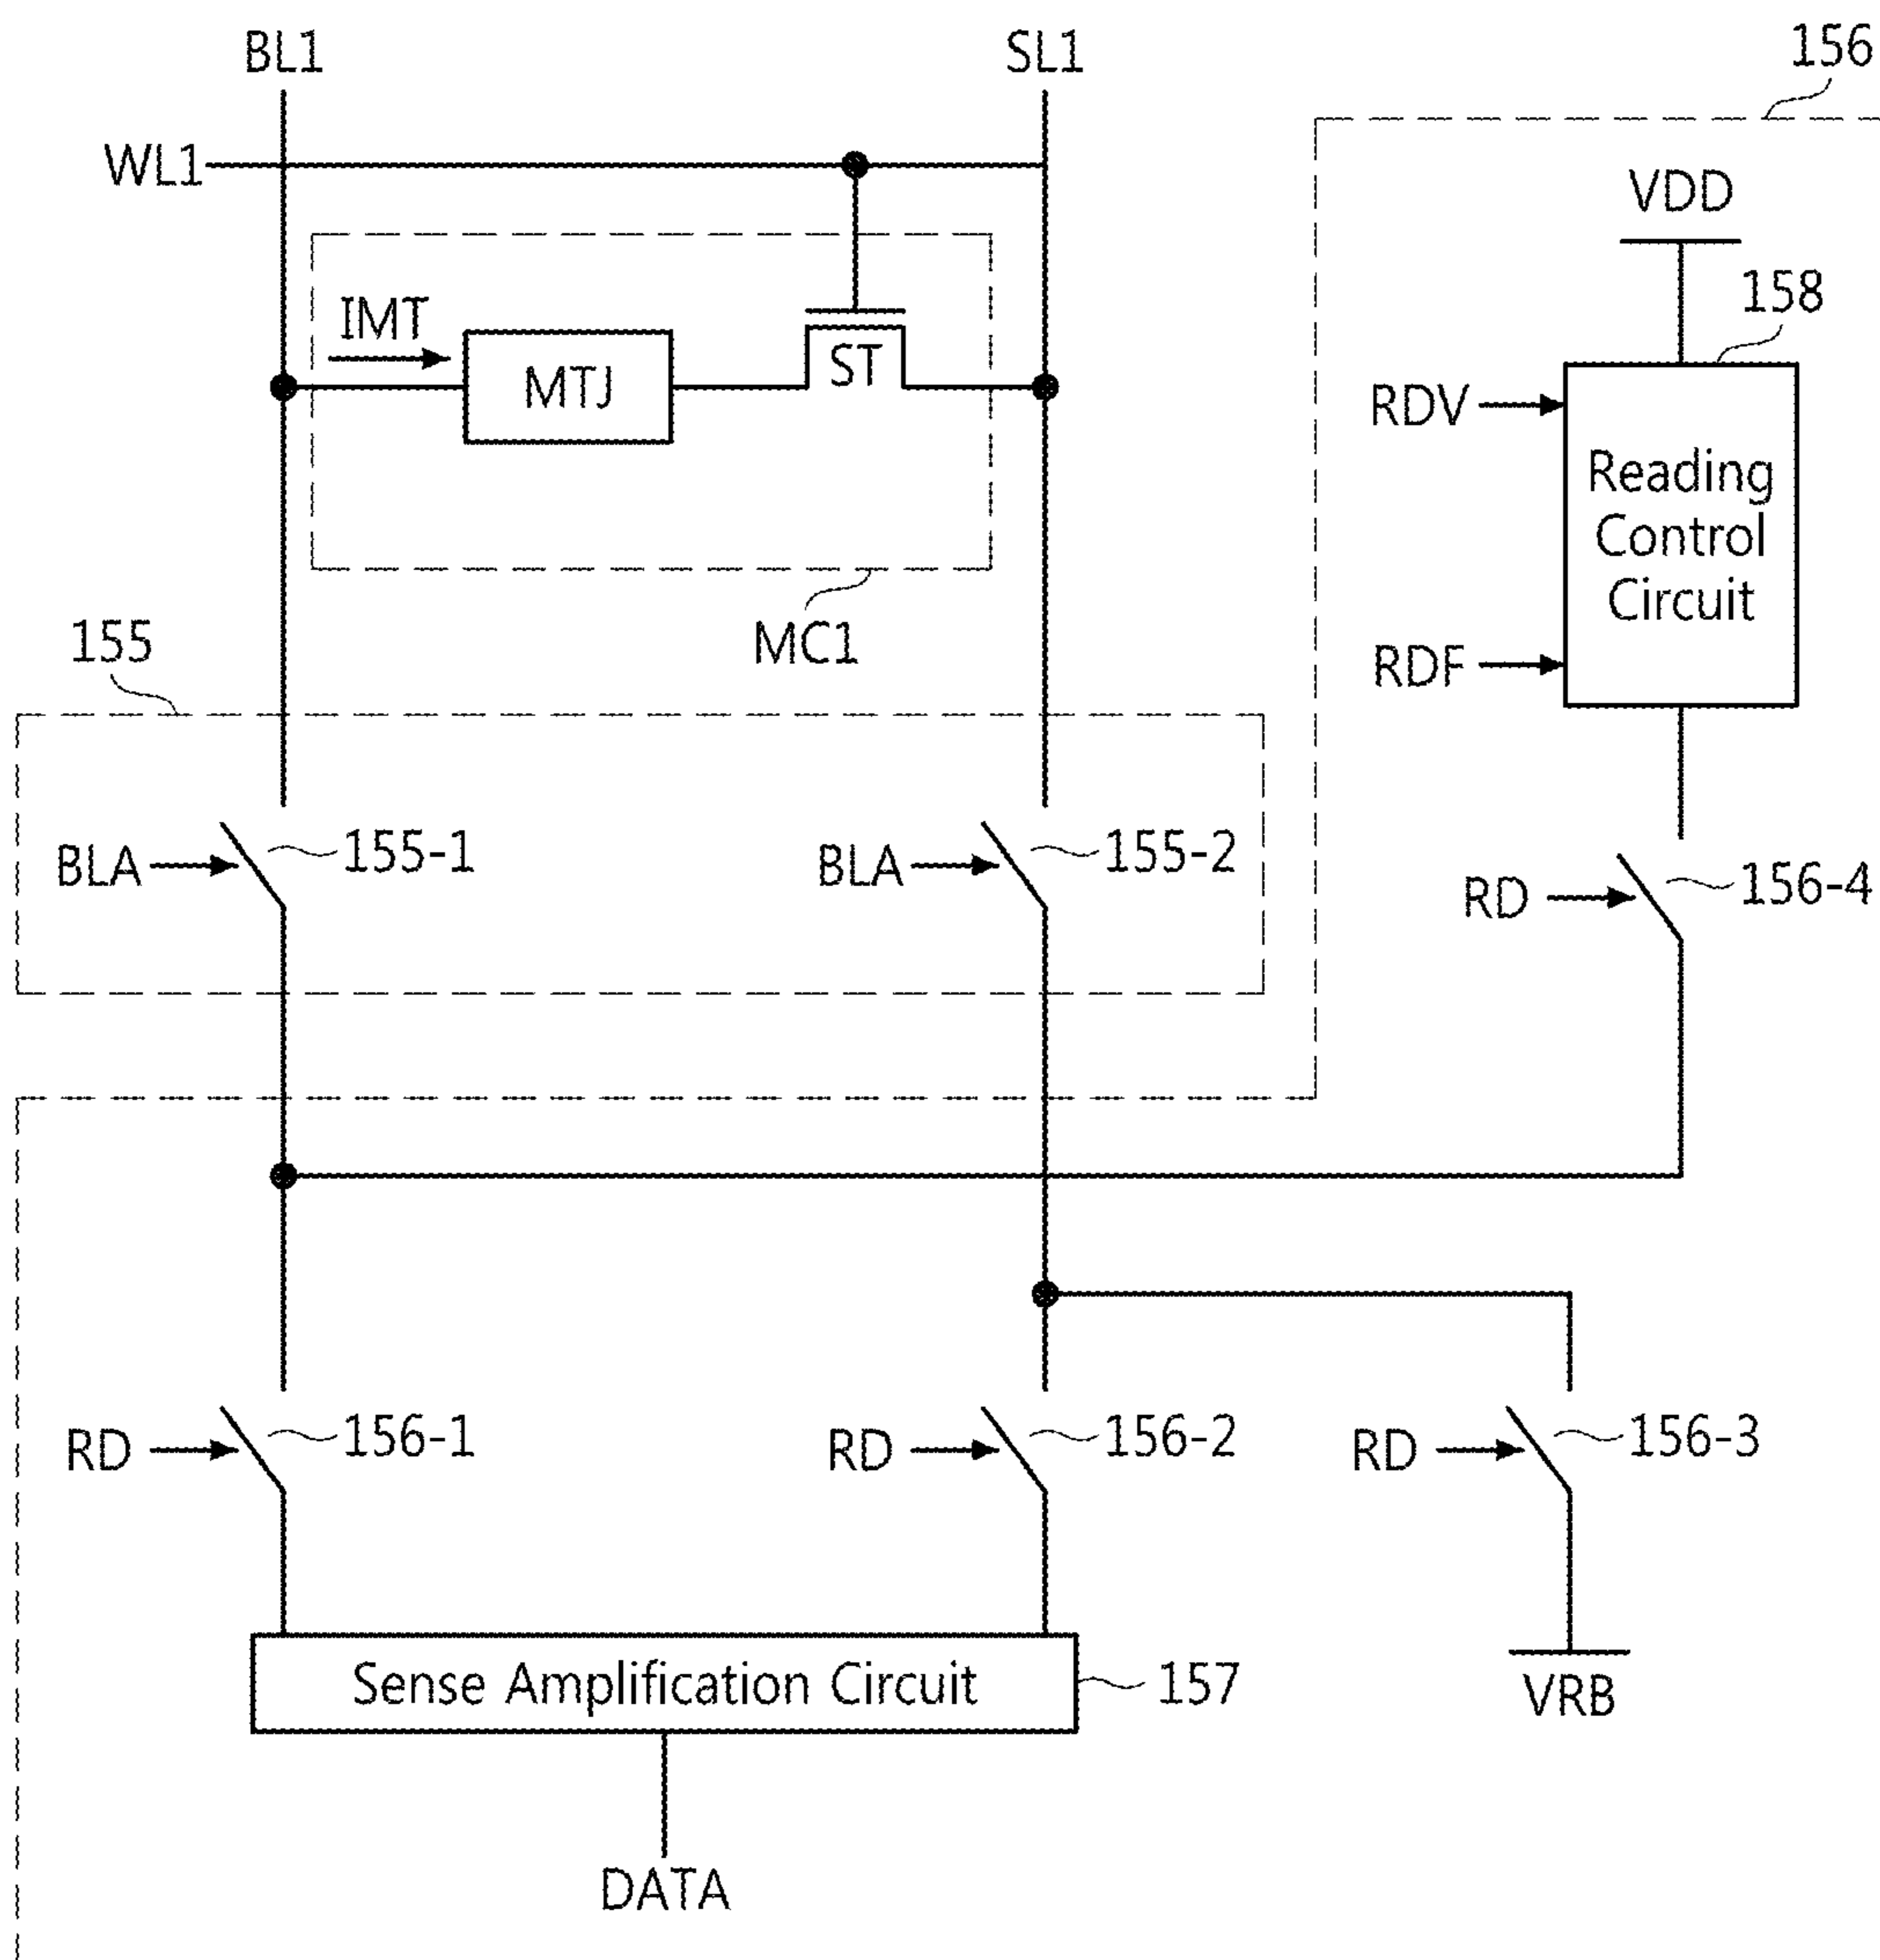 BL1
SL1
156
WL1
VDD
158
IMT
MTJ
ST
RDV
Reading
Control
Circuit
RDF
MC1
155
BLA
155-1
BLA
155-2
RD
156-4
RD
156-1
RD
156-2
RD
156-3
Sense Amplification Circuit
157
VRB
DATA